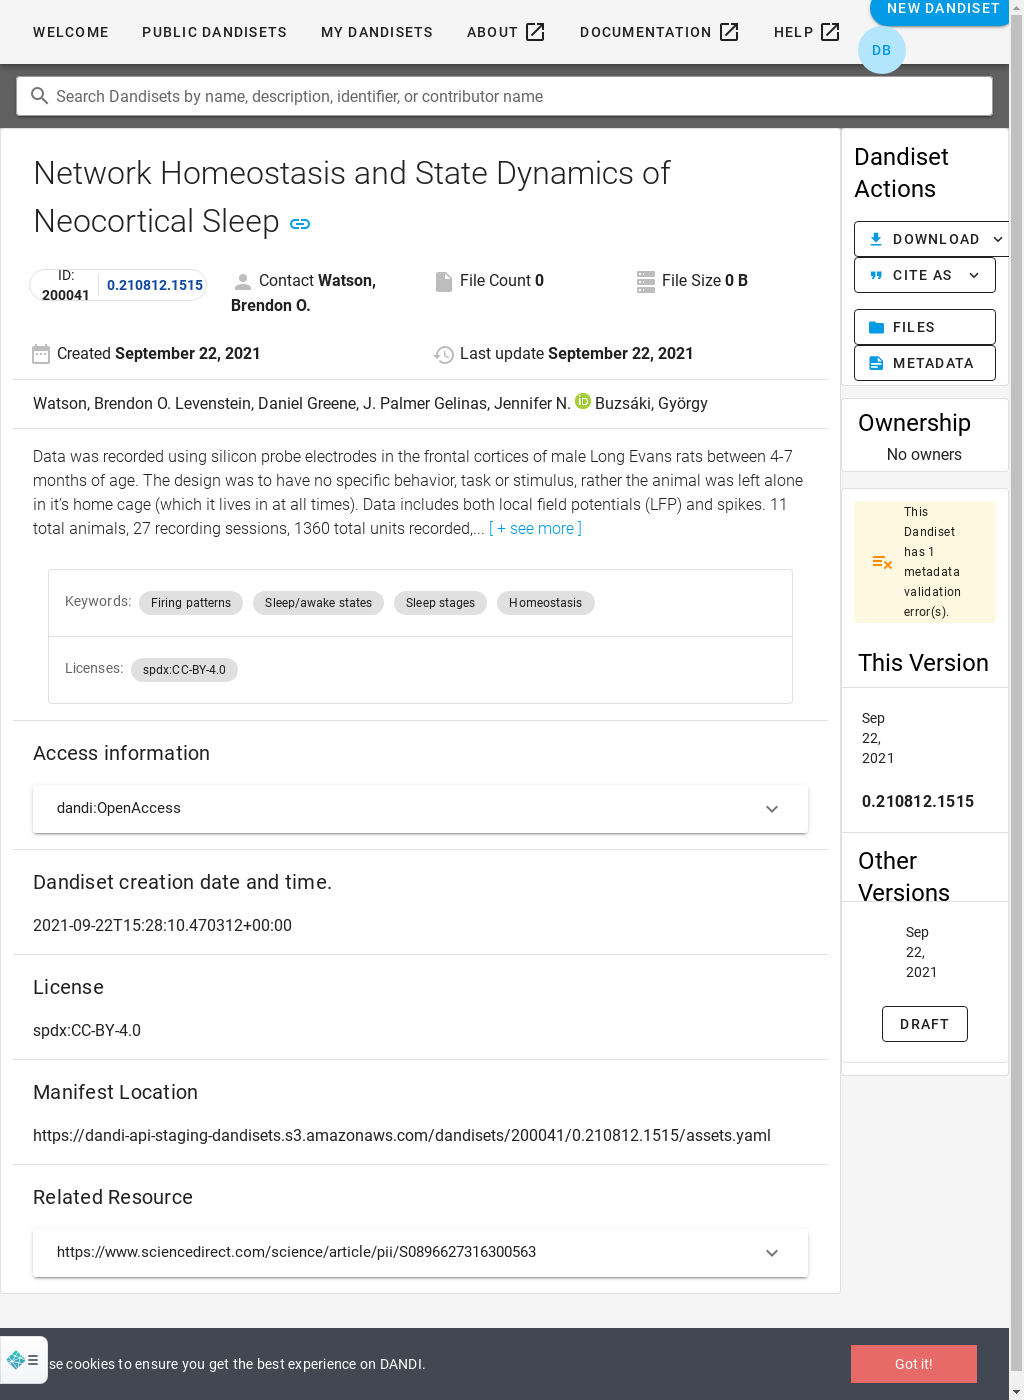 WELCOME PUBLIC DANDISETS MY DANDISETS ABOUT DOCUMENTATION HELP NEW DANDISET
DB
Search Dandisets by name, description, identifier, or contributor name
Network Homeostasis and State Dynamics of
Neocortical Sleep
ID:
200041 0.210812.1515
Contact Watson,
Brendon O.
File Count 0
File Size 0 B
Created September 22, 2021
Last update September 22, 2021
Watson, Brendon O. Levenstein, Daniel Greene, J. Palmer Gelinas, Jennifer N. iD Buzsáki, György
Data was recorded using silicon probe electrodes in the frontal cortices of male Long Evans rats between 4-7
months of age. The design was to have no specific behavior, task or stimulus, rather the animal was left alone
in it's home cage (which it lives in at all times). Data includes both local field potentials (LFP) and spikes. 11
total animals, 27 recording sessions, 1360 total units recorded,... [ + see more ]
Keywords: Firing patterns Sleep/awake states Sleep stages Homeostasis
Licenses: spdx:CC-BY-4.0
Access information
dandi:OpenAccess
Dandiset creation date and time.
2021-09-22T15:28:10.470312+00:00
License
spdx:CC-BY-4.0
Manifest Location
https://dandi-api-staging-dandisets.s3.amazonaws.com/dandisets/200041/0.210812.1515/assets.yaml
Related Resource
https://www.sciencedirect.com/science/article/pii/S0896627316300563
Dandiset
Actions
DOWNLOAD
CITE AS
FILES
METADATA
Ownership
No owners
This
Dandiset
has 1
metadata
validation
error(s).
This Version
Sep
22,
2021
0.210812.1515
Other
Versions
Sep
22,
2021
DRAFT
se cookies to ensure you get the best experience on DANDI.
Got it!